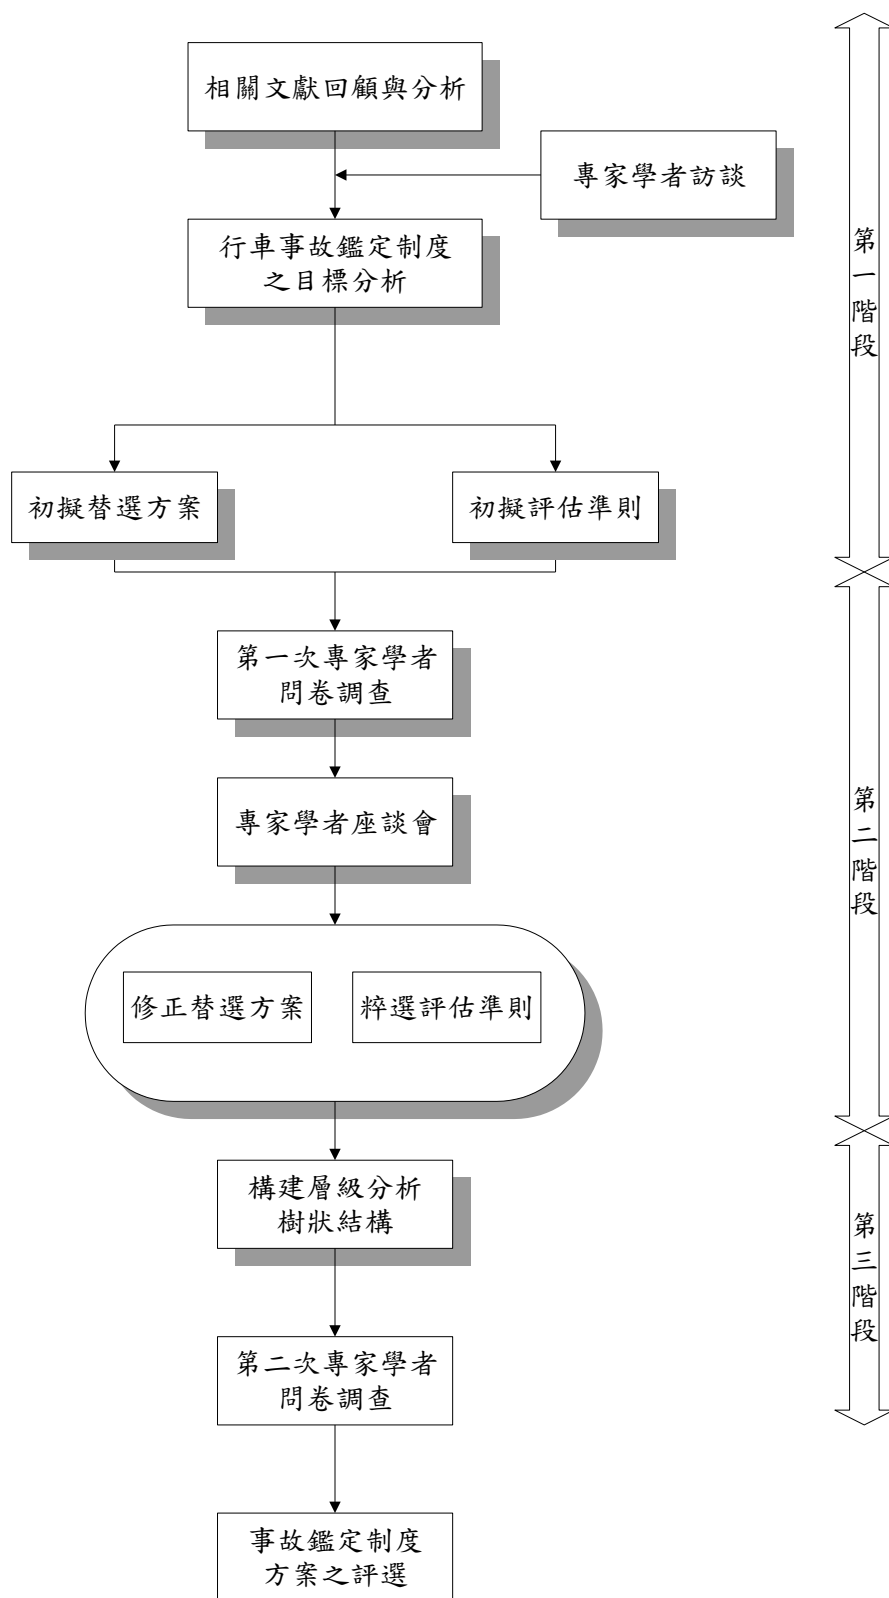 相關文獻回顧與分析
專家學者訪談
行車事故鑑定制度
之目標分析
第一階段
初擬替選方案
初擬評估準則
第一次專家學者
問卷調查
專家學者座談會
第二階段
修正替選方案
粹選評估準則
構建層級分析
樹狀結構
第三階段
第二次專家學者
問卷調查
事故鑑定制度
方案之評選